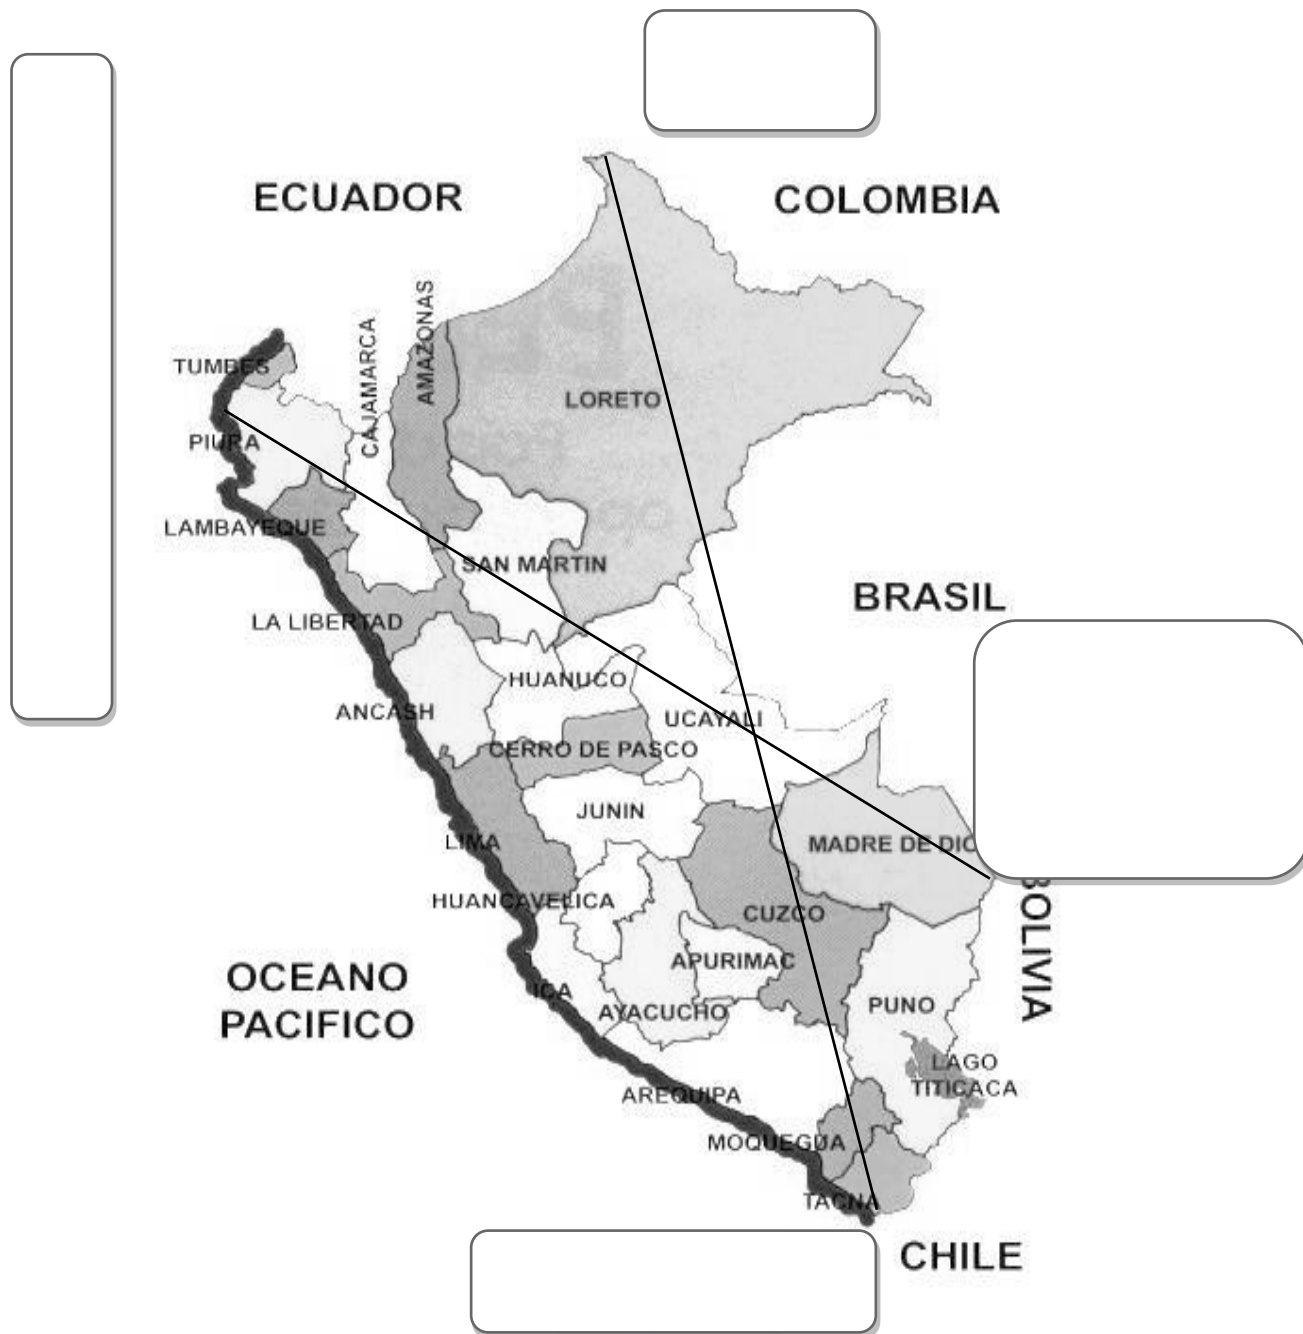 ECUADOR
COLOMBIA
AMAZONAS
CAJAMARCA
TUMBES
LORETO
PIURA
LAMBAYEQUE
SAN MARTIN
BRASIL
LA LIBERTAD
HUANUCO
ANCASH
UCAYALI
CERRO DE PASCO
JUNIN
LIMA
MADRE DE DIO
HUANCAVELICA
CUZCO
BOLIVIA
APURIMAC
OCEANO
PACIFICO
ICA
AYACUCHO
PUNO
LAGO
TITICACA
AREQUIPA
MOQUEGUA
TACNA
CHILE